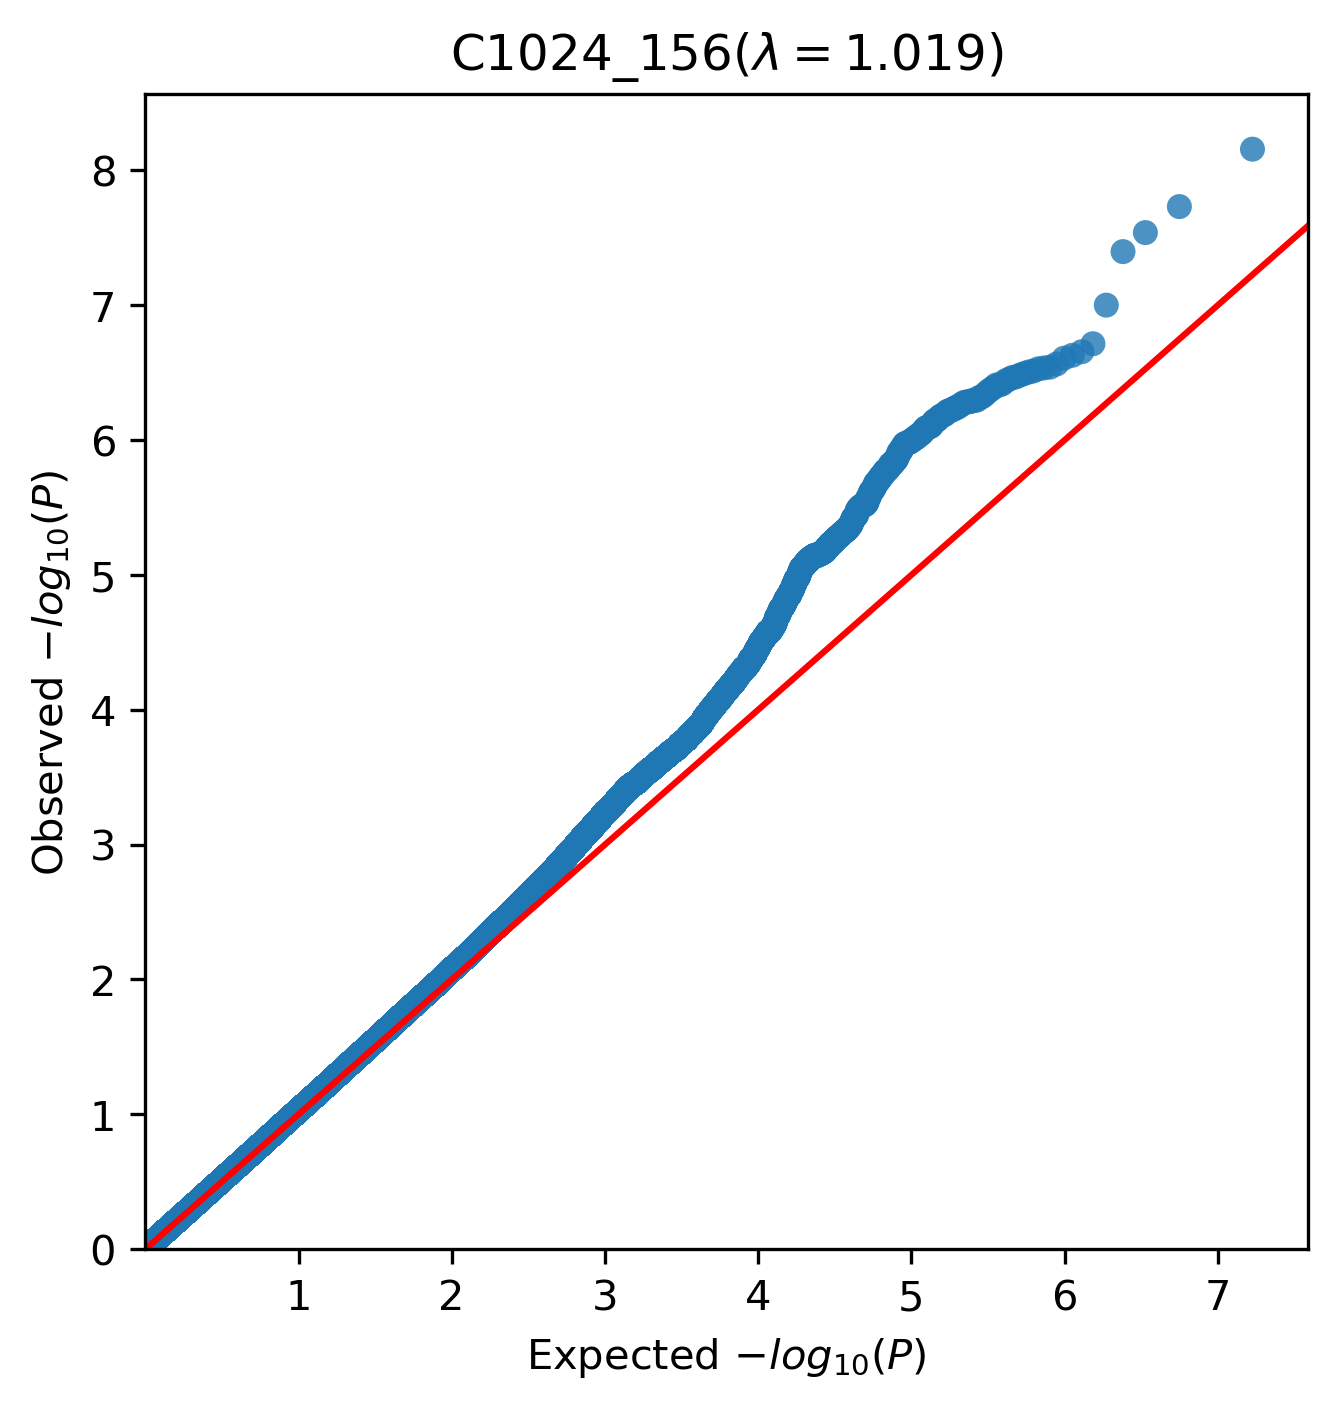 C1024_156(λ = 1.019)
8
7
6
5
4
3
2
1
0
Observed −log₁₀(P)
1 2 3 4 5 6 7
Expected −log₁₀(P)